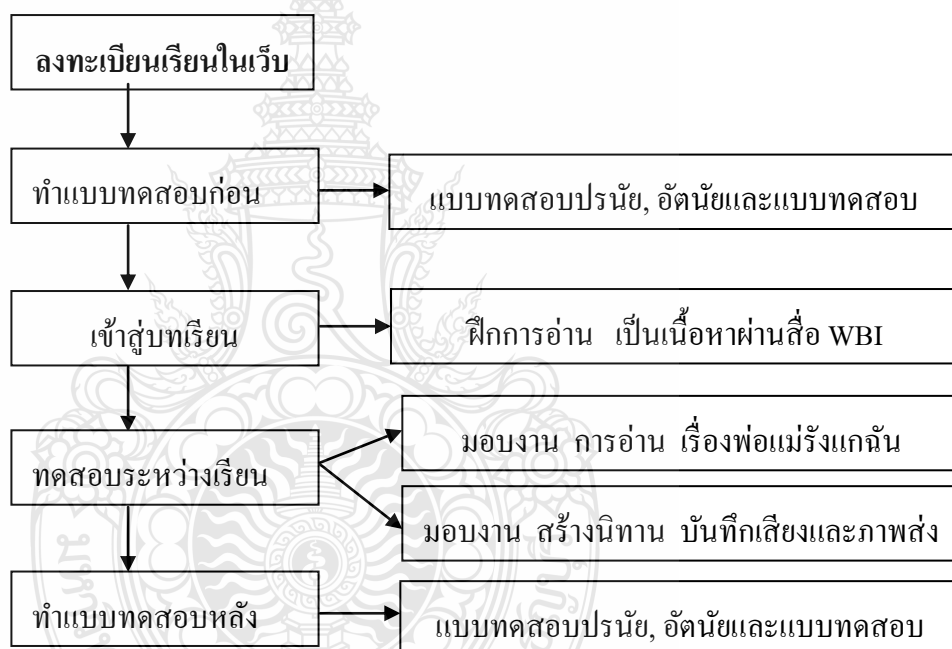 ลงทะเบียนเรียนในเว็บ
ทำแบบทดสอบก่อน
แบบทดสอบปรนัย, อัตนัยและแบบทดสอบ
เข้าสู่บทเรียน
ฝึกการอ่าน เป็นเนื้อหาผ่านสื่อ WBI
ทดสอบระหว่างเรียน
มอบงาน การอ่าน เรื่องพ่อแม่รังแกฉัน
มอบงาน สร้างนิทาน บันทึกเสียงและภาพส่ง
ทำแบบทดสอบหลัง
แบบทดสอบปรนัย, อัตนัยและแบบทดสอบ